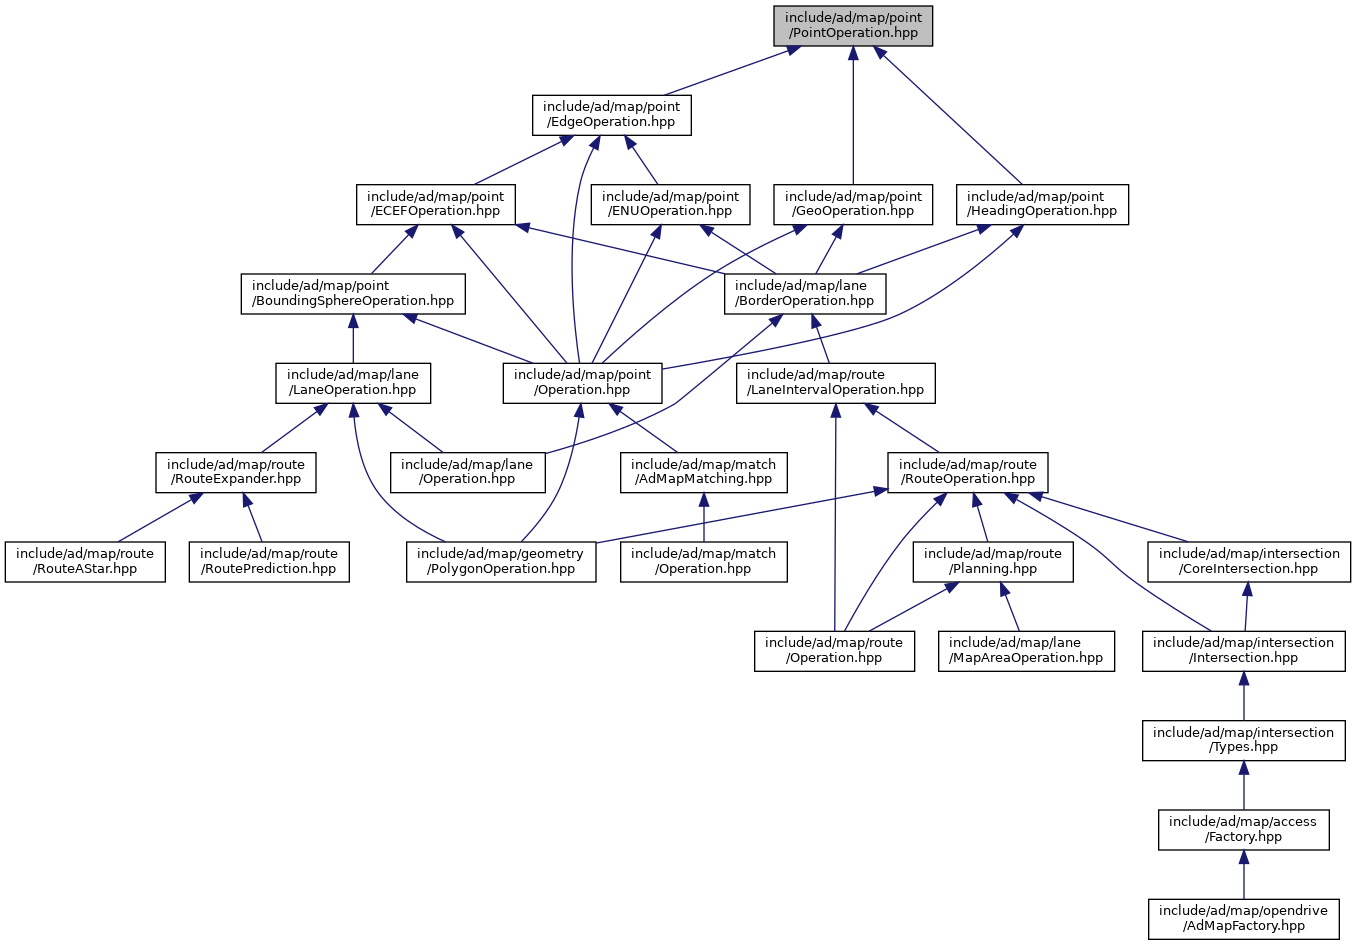 include/ad/map/point
/PointOperation.hpp
include/ad/map/point
/EdgeOperation.hpp
include/ad/map/point
/ECEFOperation.hpp
include/ad/map/point
/ENUOperation.hpp
include/ad/map/point
/GeoOperation.hpp
include/ad/map/point
/HeadingOperation.hpp
include/ad/map/point
/BoundingSphereOperation.hpp
include/ad/map/lane
/BorderOperation.hpp
include/ad/map/lane
/LaneOperation.hpp
include/ad/map/point
/Operation.hpp
include/ad/map/route
/LaneIntervalOperation.hpp
include/ad/map/route
/RouteExpander.hpp
include/ad/map/lane
/Operation.hpp
include/ad/map/match
/AdMapMatching.hpp
include/ad/map/route
/RouteOperation.hpp
include/ad/map/route
/RouteAStar.hpp
include/ad/map/route
/RoutePrediction.hpp
include/ad/map/geometry
/PolygonOperation.hpp
include/ad/map/match
/Operation.hpp
include/ad/map/route
/Planning.hpp
include/ad/map/intersection
/CoreIntersection.hpp
include/ad/map/route
/Operation.hpp
include/ad/map/lane
/MapAreaOperation.hpp
include/ad/map/intersection
/Intersection.hpp
include/ad/map/intersection
/Types.hpp
include/ad/map/access
/Factory.hpp
include/ad/map/opendrive
/AdMapFactory.hpp